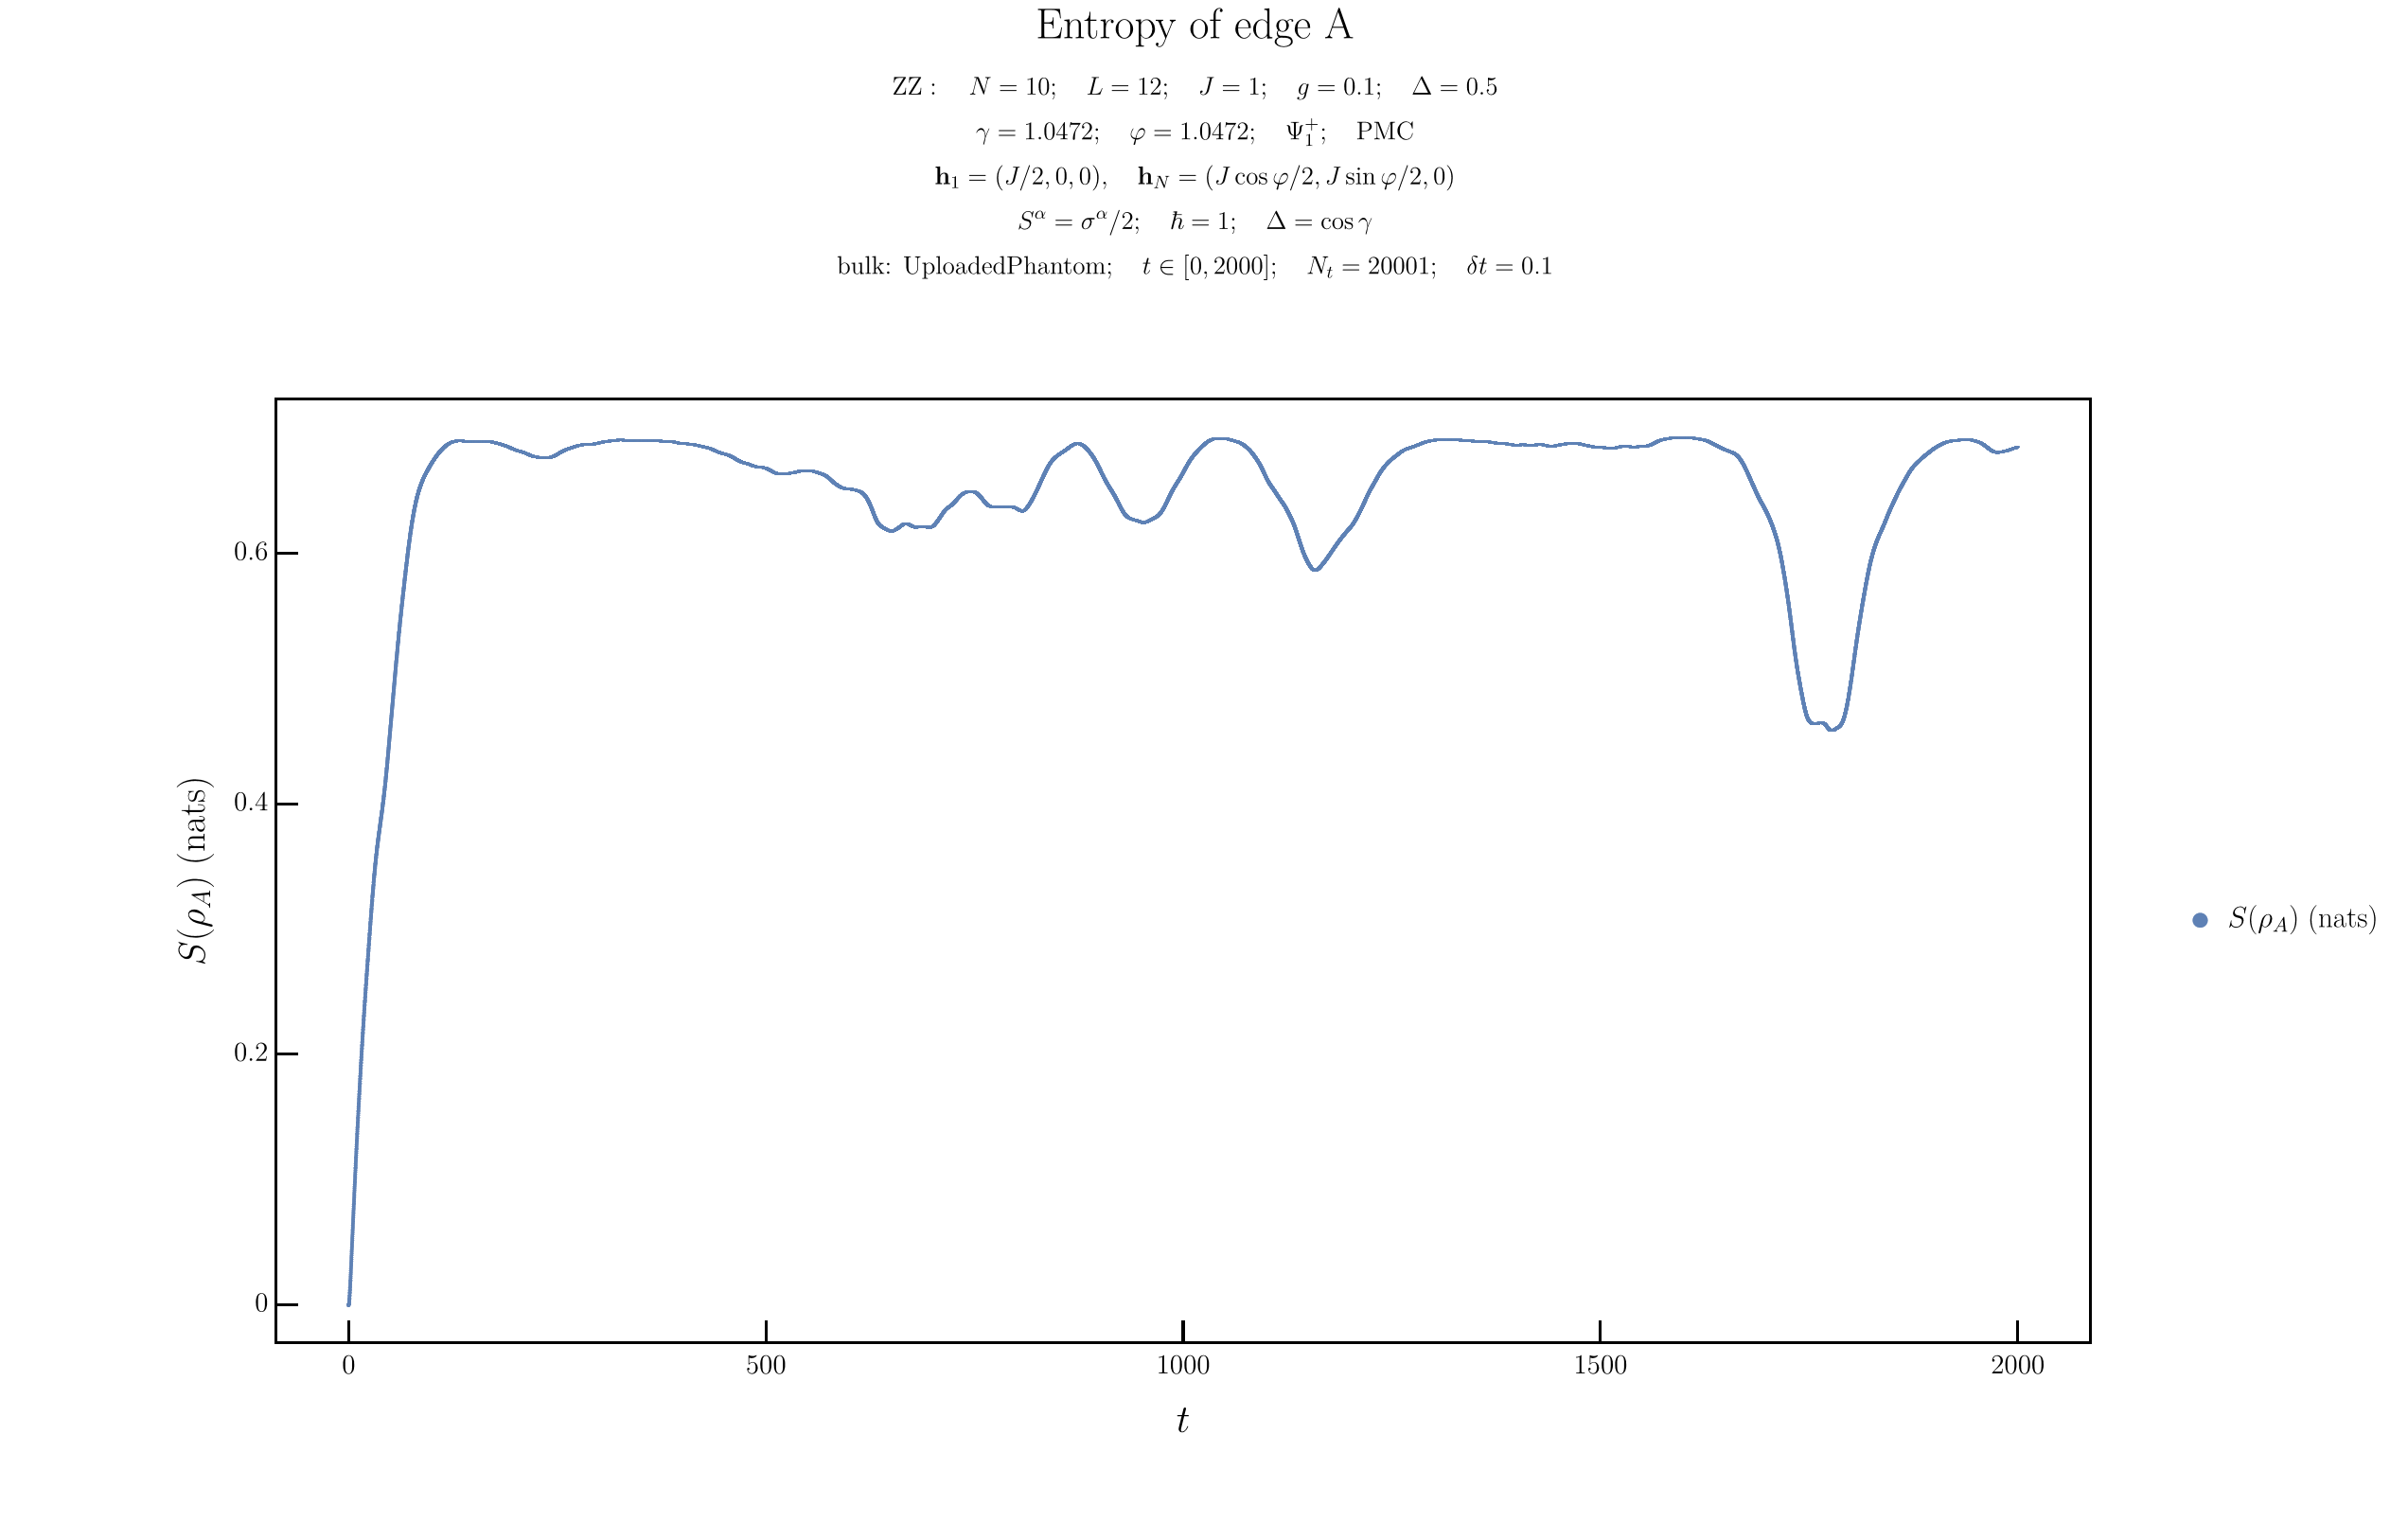 Entropy of edge A
ZZ : N = 10; L = 12; J = 1; g = 0.1; Δ = 0.5
γ = 1.0472; φ = 1.0472; Ψ₁⁺; PMC
𝐡₁ = (J/2, 0, 0), 𝐡_N = (J cos φ/2, J sin φ/2, 0)
S^α = σ^α/2; ħ = 1; Δ = cos γ
bulk: UploadedPhantom; t ∈ [0, 2000]; N_t = 20001; δt = 0.1
S(ρ_A) (nats)
0.6
0.4
0.2
0
0 500 1000 1500 2000
t
S(ρ_A) (nats)